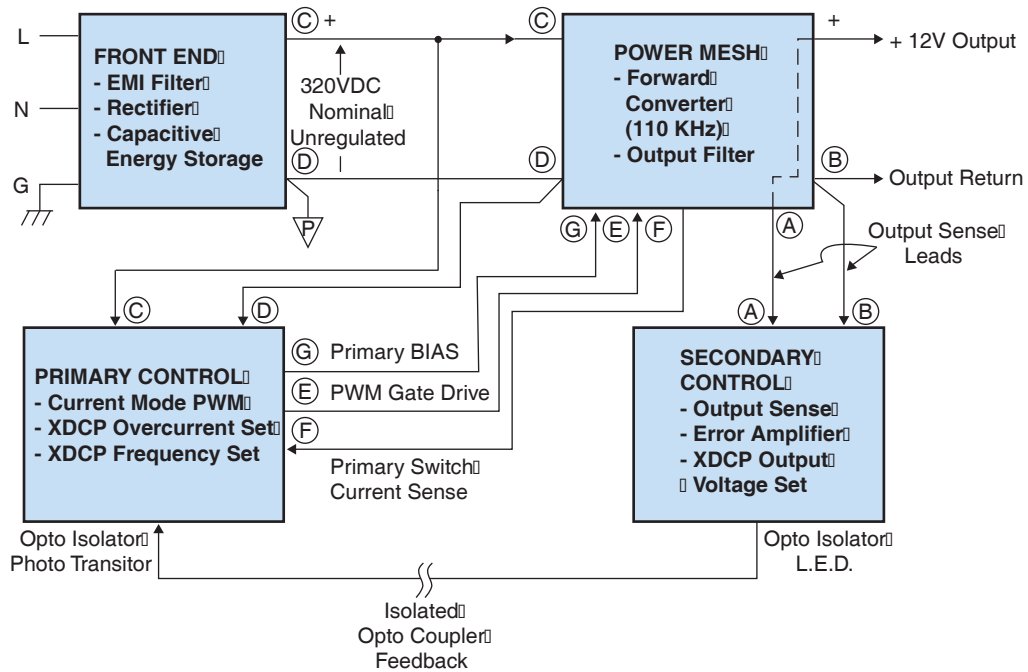 L
N
G
FRONT END
- EMI Filter
- Rectifier
- Capacitive
Energy Storage
C +
320VDC
Nominal
Unregulated
D
P
C
D
POWER MESH
- Forward
Converter
(110 KHz)
- Output Filter
+
+ 12V Output
B
Output Return
G E F
A
Output Sense
Leads
C
D
A
B
PRIMARY CONTROL
- Current Mode PWM
- XDCP Overcurrent Set
- XDCP Frequency Set
G Primary BIAS
E PWM Gate Drive
F
Primary Switch
Current Sense
SECONDARY
CONTROL
- Output Sense
- Error Amplifier
- XDCP Output
Voltage Set
Opto Isolator
Photo Transitor
Opto Isolator
L.E.D.
Isolated
Opto Coupler
Feedback